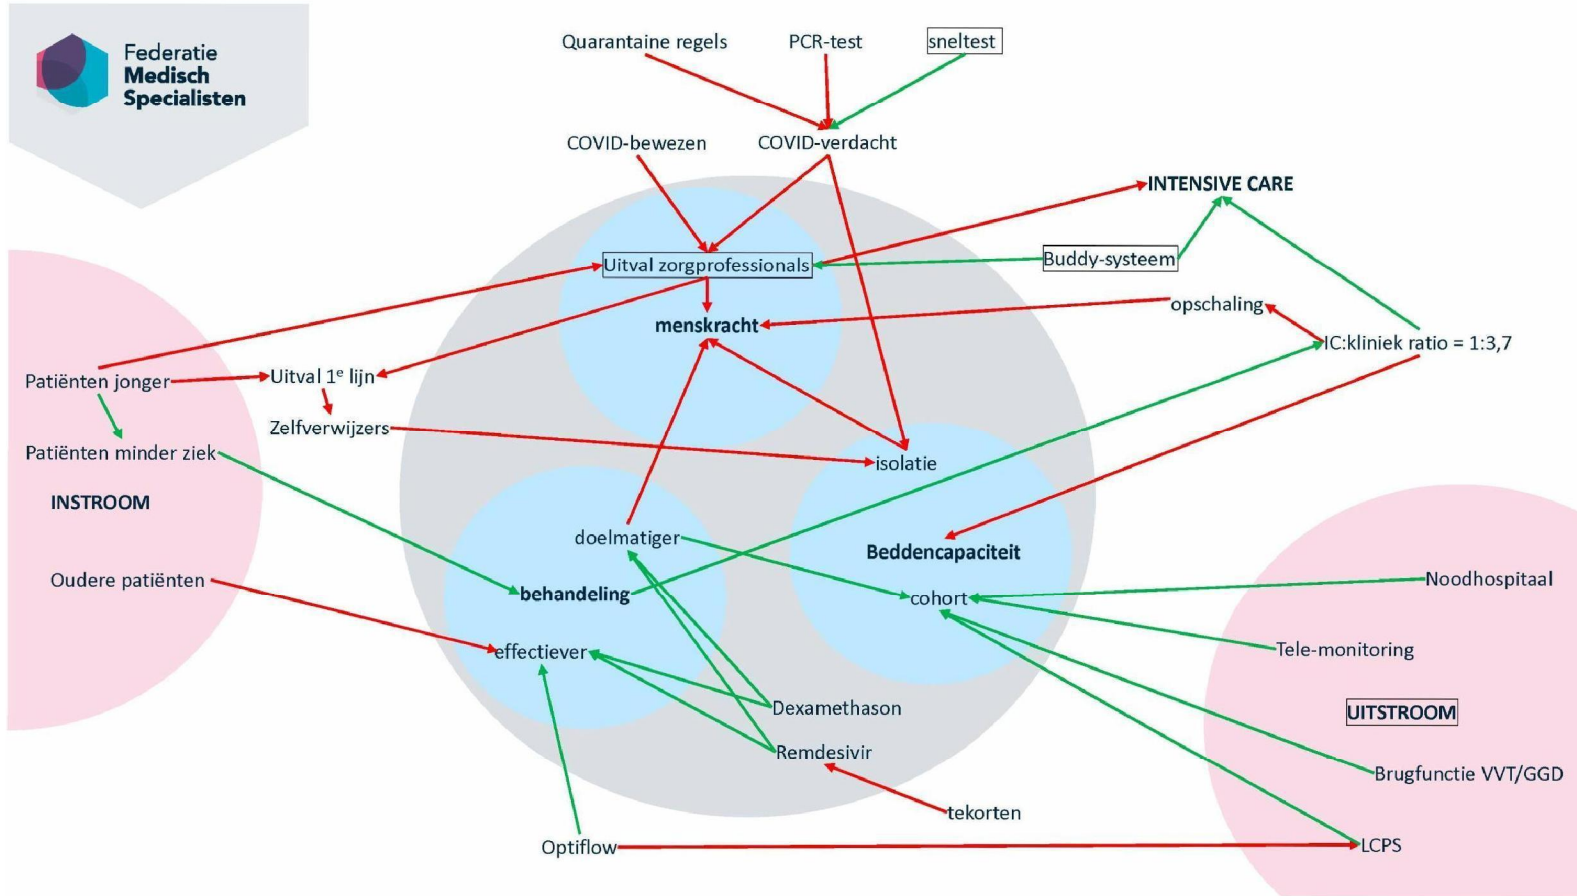 Federatie
Medisch
Specialisten
Quarantaine regels
PCR-test
sneltest
COVID-bewezen
COVID-verdacht
INTENSIVE CARE
Uitval zorgprofessionals
Buddy-systeem
opschaling
menskracht
IC:kliniek ratio = 1:3,7
Patiënten jonger
Uitval 1e lijn
Zelfverwijzers
Patiënten minder ziek
isolatie
INSTROOM
doelmatiger
Beddencapaciteit
Oudere patiënten
behandeling
cohort
Noodhospitaal
effectiever
Tele-monitoring
Dexamethason
UITSTROOM
Remdesivir
Brugfunctie VVT/GGD
tekorten
Optiflow
LCPS